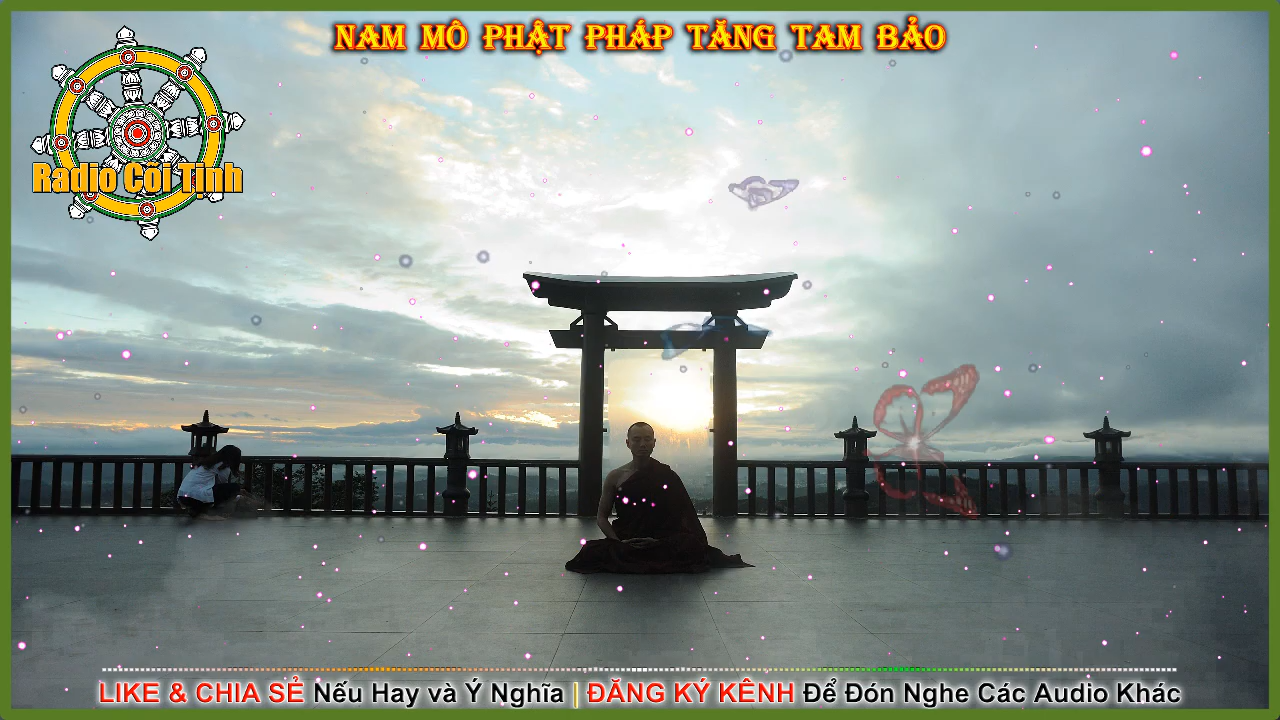 NAM MÔ PHẬT PHÁP TĂNG TAM BẢO
Radio Cõi Tịnh
LIKE & CHIA SẺ Nếu Hay và Ý Nghĩa | ĐĂNG KÝ KÊNH Để Đón Nghe Các Audio Khác